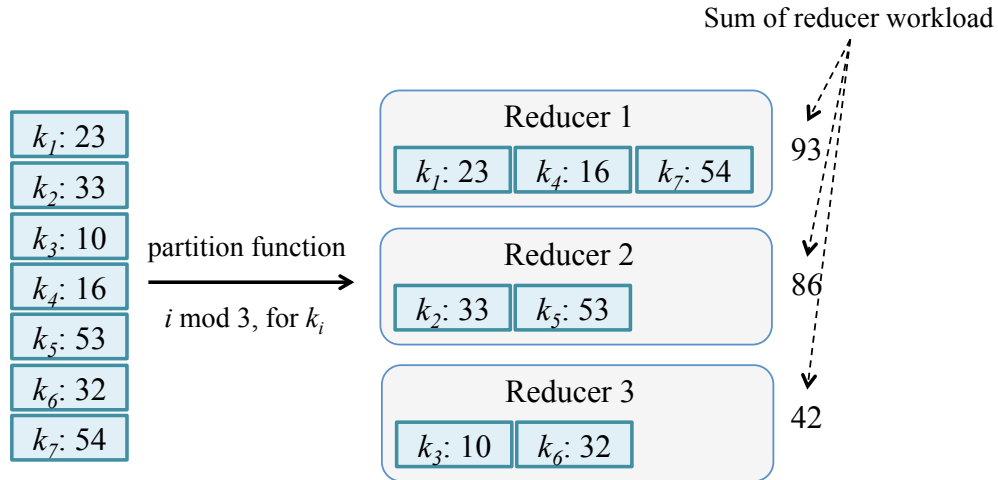 Sum of reducer workload
k1: 23
k2: 33
k3: 10
k4: 16
k5: 53
k6: 32
k7: 54
partition function
i mod 3, for ki
Reducer 1
k1: 23 k4: 16 k7: 54
93
Reducer 2
k2: 33 k5: 53
86
Reducer 3
k3: 10 k6: 32
42